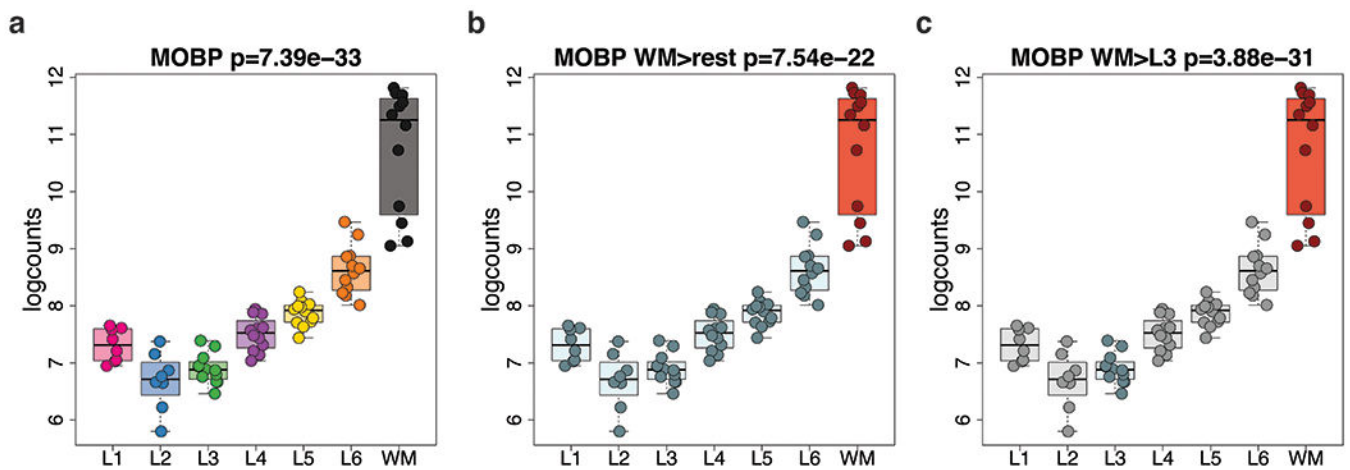 a
MOBP p=7.39e−33
logcounts
12
11
10
9
8
7
6
L1 L2 L3 L4 L5 L6 WM
b
MOBP WM>rest p=7.54e−22
logcounts
12
11
10
9
8
7
6
L1 L2 L3 L4 L5 L6 WM
c
MOBP WM>L3 p=3.88e−31
logcounts
12
11
10
9
8
7
6
L1 L2 L3 L4 L5 L6 WM